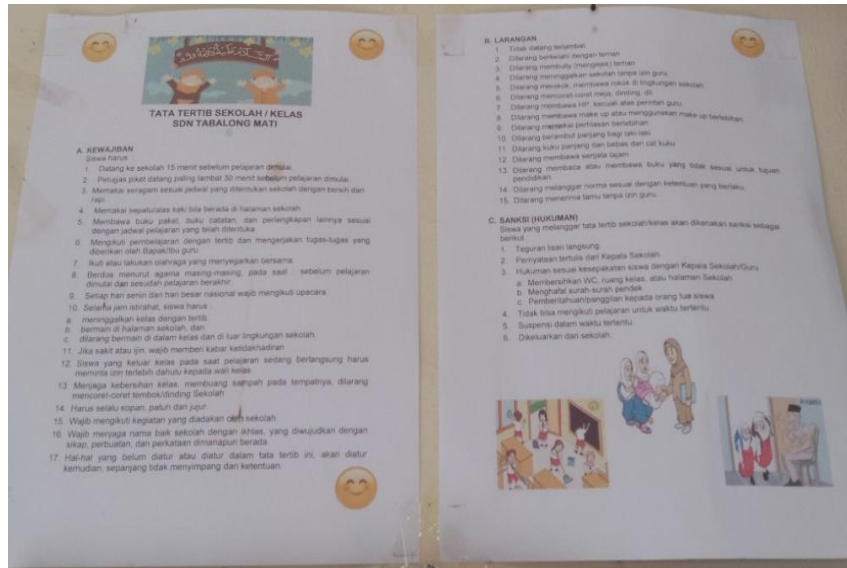 TATA TERTIB SEKOLAH / KELAS
SDN TABALONG MATI
A. KEWAJIBAN
Siswa harus
1. Datang ke sekolah 15 menit sebelum pelajaran dimulai.
2. Petugas piket datang paling lambat 30 menit sebelum pelajaran dimulai.
3. Memakai seragam sesuai jadwal yang ditentukan sekolah dengan bersih dan
rapi.
4. Memakai sepatu/alas kaki bila berada di halaman sekolah.
5. Membawa buku paket, buku catatan, dan perlengkapan lainnya sesuai
dengan jadwal pelajaran yang telah ditentuka
6. Mengikuti pembelajaran dengan tertib dan mengerjakan tugas-tugas yang
diberikan oleh Bapak/Ibu guru
7. Ikuti atau lakukan olahraga yang menyegarkan bersama.
8. Berdoa menurut agama masing-masing, pada saat sebelum pelajaran
dimulai dan sesudah pelajaran berakhir.
9. Setiap hari senin dan hari besar nasional wajib mengikuti upacara.
10. Selama jam istirahat, siswa harus :
a. meninggalkan kelas dengan tertib
b. bermain di halaman sekolah, dan
c. dilarang bermain di dalam kelas dan di luar lingkungan sekolah.
11. Jika sakit atau ijin, wajib memberi kabar ketidakhadiran
12. Siswa yang keluar kelas pada saat pelajaran sedang berlangsung harus
meminta izin terlebih dahulu kepada wali kelas
13. Menjaga kebersihan kelas, membuang sampah pada tempatnya, dilarang
mencoret-coret tembok/dinding Sekolah
14. Harus selalu sopan, patuh dan jujur.
15. Wajib mengikuti kegiatan yang diadakan oleh sekolah
16. Wajib menjaga nama baik sekolah dengan ikhlas, yang diwujudkan dengan
sikap, perbuatan, dan perkataan dimanapun berada.
17. Hal-hal yang belum diatur atau diatur dalam tata tertib ini, akan diatur
kemudian, sepanjang tidak menyimpang dari ketentuan.
B. LARANGAN
1. Tidak datang terlambat.
2. Dilarang berkelahi dengan teman
3. Dilarang membully (mengejek) teman
4. Dilarang meninggalkan sekolah tanpa izin guru.
5. Dilarang merokok, membawa rokok di lingkungan sekolah.
6. Dilarang mencoret-coret meja, dinding, dll
7. Dilarang membawa HP, kecuali atas perintah guru.
8. Dilarang membawa make up atau menggunakan make up berlebihan.
9. Dilarang memakai perhiasan berlebihan.
10. Dilarang berambut panjang bagi laki-laki
11. Dilarang kuku panjang dan bebas dari cat kuku
12. Dilarang membawa senjata tajam
13. Dilarang membaca atau membawa buku yang tidak sesuai untuk tujuan
pendidikan.
14. Dilarang melanggar norma sesuai dengan ketentuan yang berlaku.
15. Dilarang menerima tamu tanpa izin guru.
C. SANKSI (HUKUMAN)
Siswa yang melanggar tata tertib sekolah/kelas akan dikenakan sanksi sebagai
berikut
1. Teguran lisan langsung.
2. Pernyataan tertulis dari Kepala Sekolah.
3. Hukuman sesuai kesepakatan siswa dengan Kepala Sekolah/Guru
a. Membersihkan WC, ruang kelas, atau halaman Sekolah
b. Menghafal surah-surah pendek
c. Pemberitahuan/panggilan kepada orang tua siswa
4. Tidak bisa mengikuti pelajaran untuk waktu tertentu.
5. Suspensi dalam waktu tertentu.
6. Dikeluarkan dari sekolah.